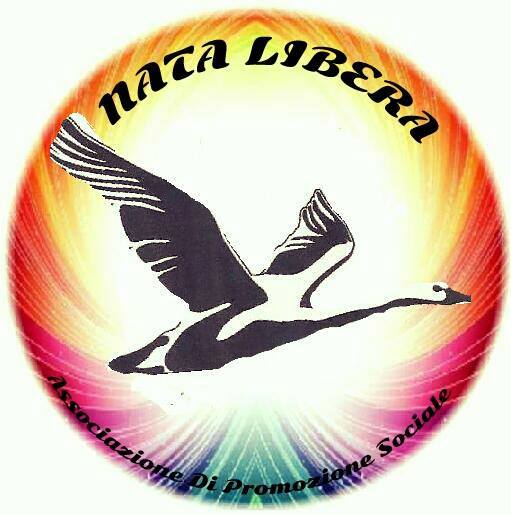 NATA LIBERA
Associazione Di Promozione Sociale